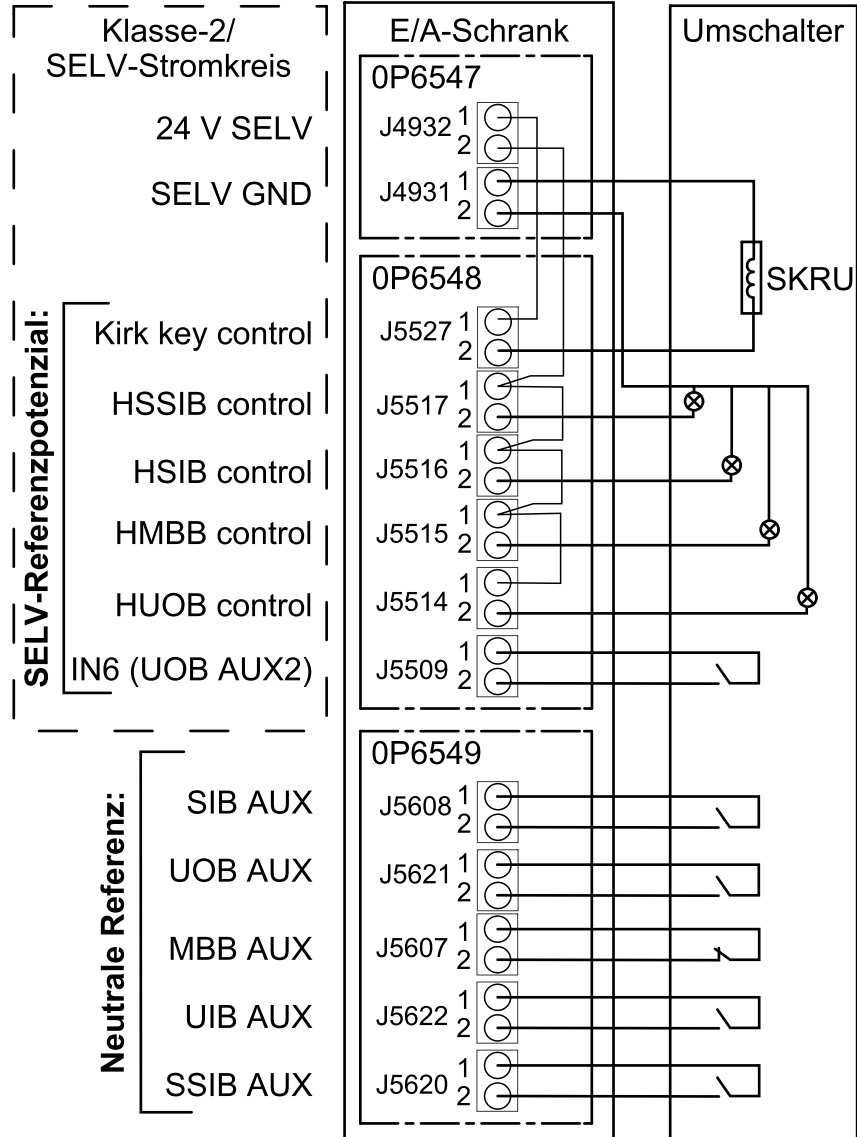 Klasse-2/
SELV-Stromkreis
E/A-Schrank
Umschalter
0P6547
24 V SELV
J4932
1
2
SELV GND
J4931
1
2
SKRU
0P6548
SELV-Referenzpotenzial:
Kirk key control
J5527
1
2
HSSIB control
J5517
1
2
HSIB control
J5516
1
2
HMBB control
J5515
1
2
HUOB control
J5514
1
2
IN6 (UOB AUX2)
J5509
1
2
0P6549
Neutrale Referenz:
SIB AUX
J5608
1
2
UOB AUX
J5621
1
2
MBB AUX
J5607
1
2
UIB AUX
J5622
1
2
SSIB AUX
J5620
1
2